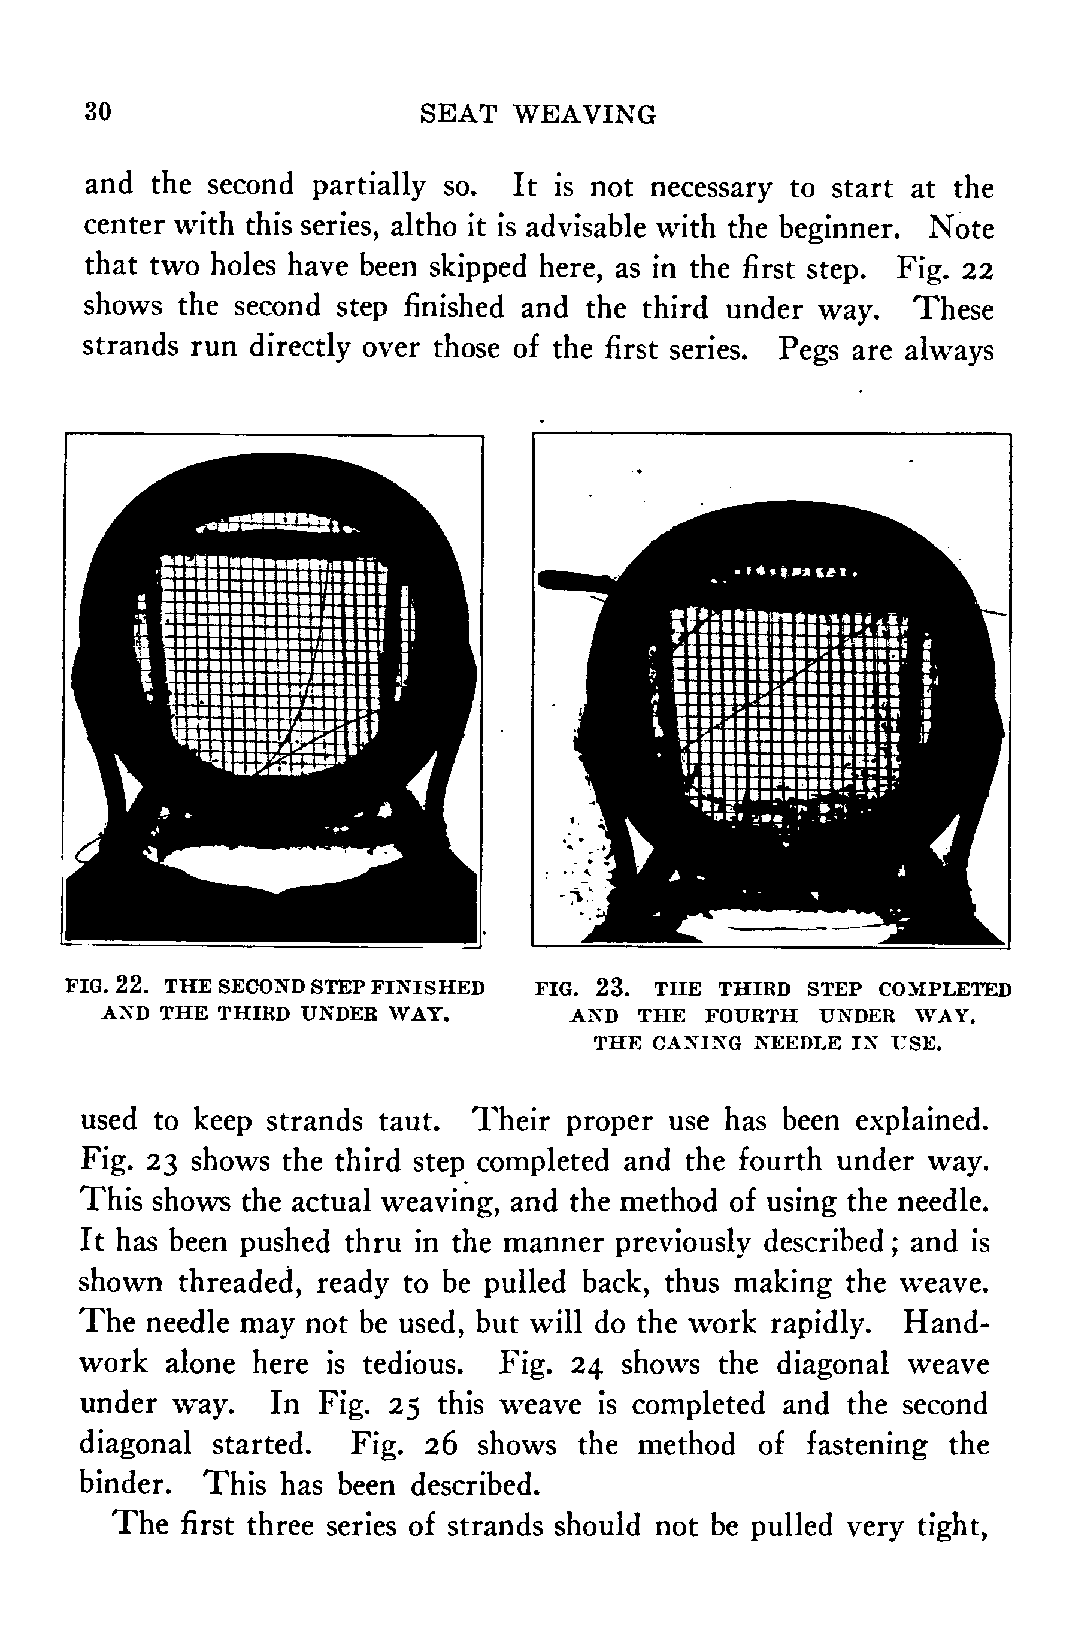 30 SEAT WEAVING
and the second partially so. It is not necessary to start at the
center with this series, altho it is advisable with the beginner. Note
that two holes have been skipped here, as in the first step. Fig. 22
shows the second step finished and the third under way. These
strands run directly over those of the first series. Pegs are always
FIG. 22. THE SECOND STEP FINISHED
AND THE THIRD UNDER WAY.
FIG. 23. THE THIRD STEP COMPLETED
AND THE FOURTH UNDER WAY.
THE CANING NEEDLE IN USE.
used to keep strands taut. Their proper use has been explained.
Fig. 23 shows the third step completed and the fourth under way.
This shows the actual weaving, and the method of using the needle.
It has been pushed thru in the manner previously described; and is
shown threaded, ready to be pulled back, thus making the weave.
The needle may not be used, but will do the work rapidly. Hand-
work alone here is tedious. Fig. 24 shows the diagonal weave
under way. In Fig. 25 this weave is completed and the second
diagonal started. Fig. 26 shows the method of fastening the
binder. This has been described.
The first three series of strands should not be pulled very tight,